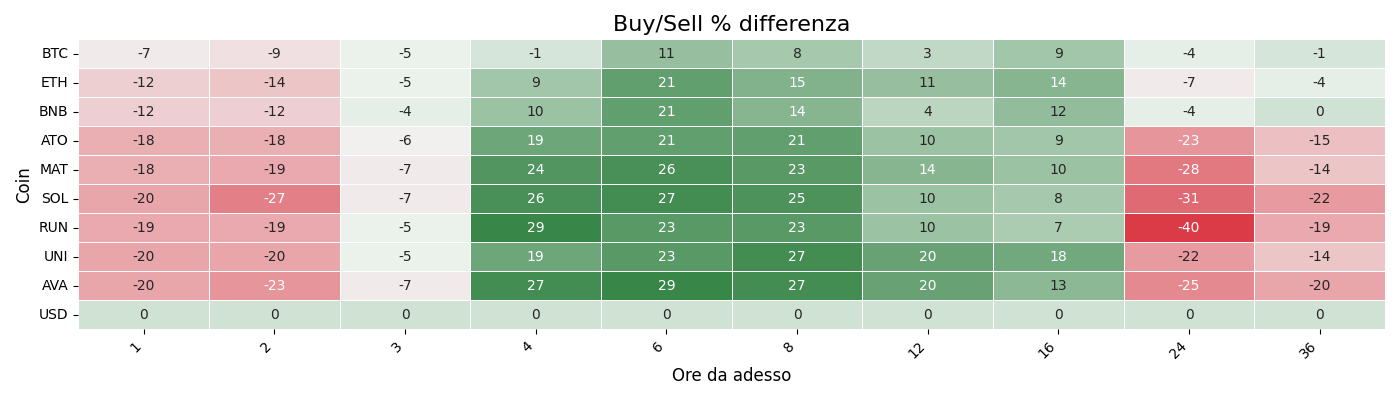 Buy/Sell % differenza
Coin
BTC -7 -9 -5 -1 11 8 3 9 -4 -1
ETH -12 -14 -5 9 21 15 11 14 -7 -4
BNB -12 -12 -4 10 21 14 4 12 -4 0
ATO -18 -18 -6 19 21 21 10 9 -23 -15
MAT -18 -19 -7 24 26 23 14 10 -28 -14
SOL -20 -27 -7 26 27 25 10 8 -31 -22
RUN -19 -19 -5 29 23 23 10 7 -40 -19
UNI -20 -20 -5 19 23 27 20 18 -22 -14
AVA -20 -23 -7 27 29 27 20 13 -25 -20
USD 0 0 0 0 0 0 0 0 0 0
1 2 3 4 6 8 12 16 24 36
Ore da adesso